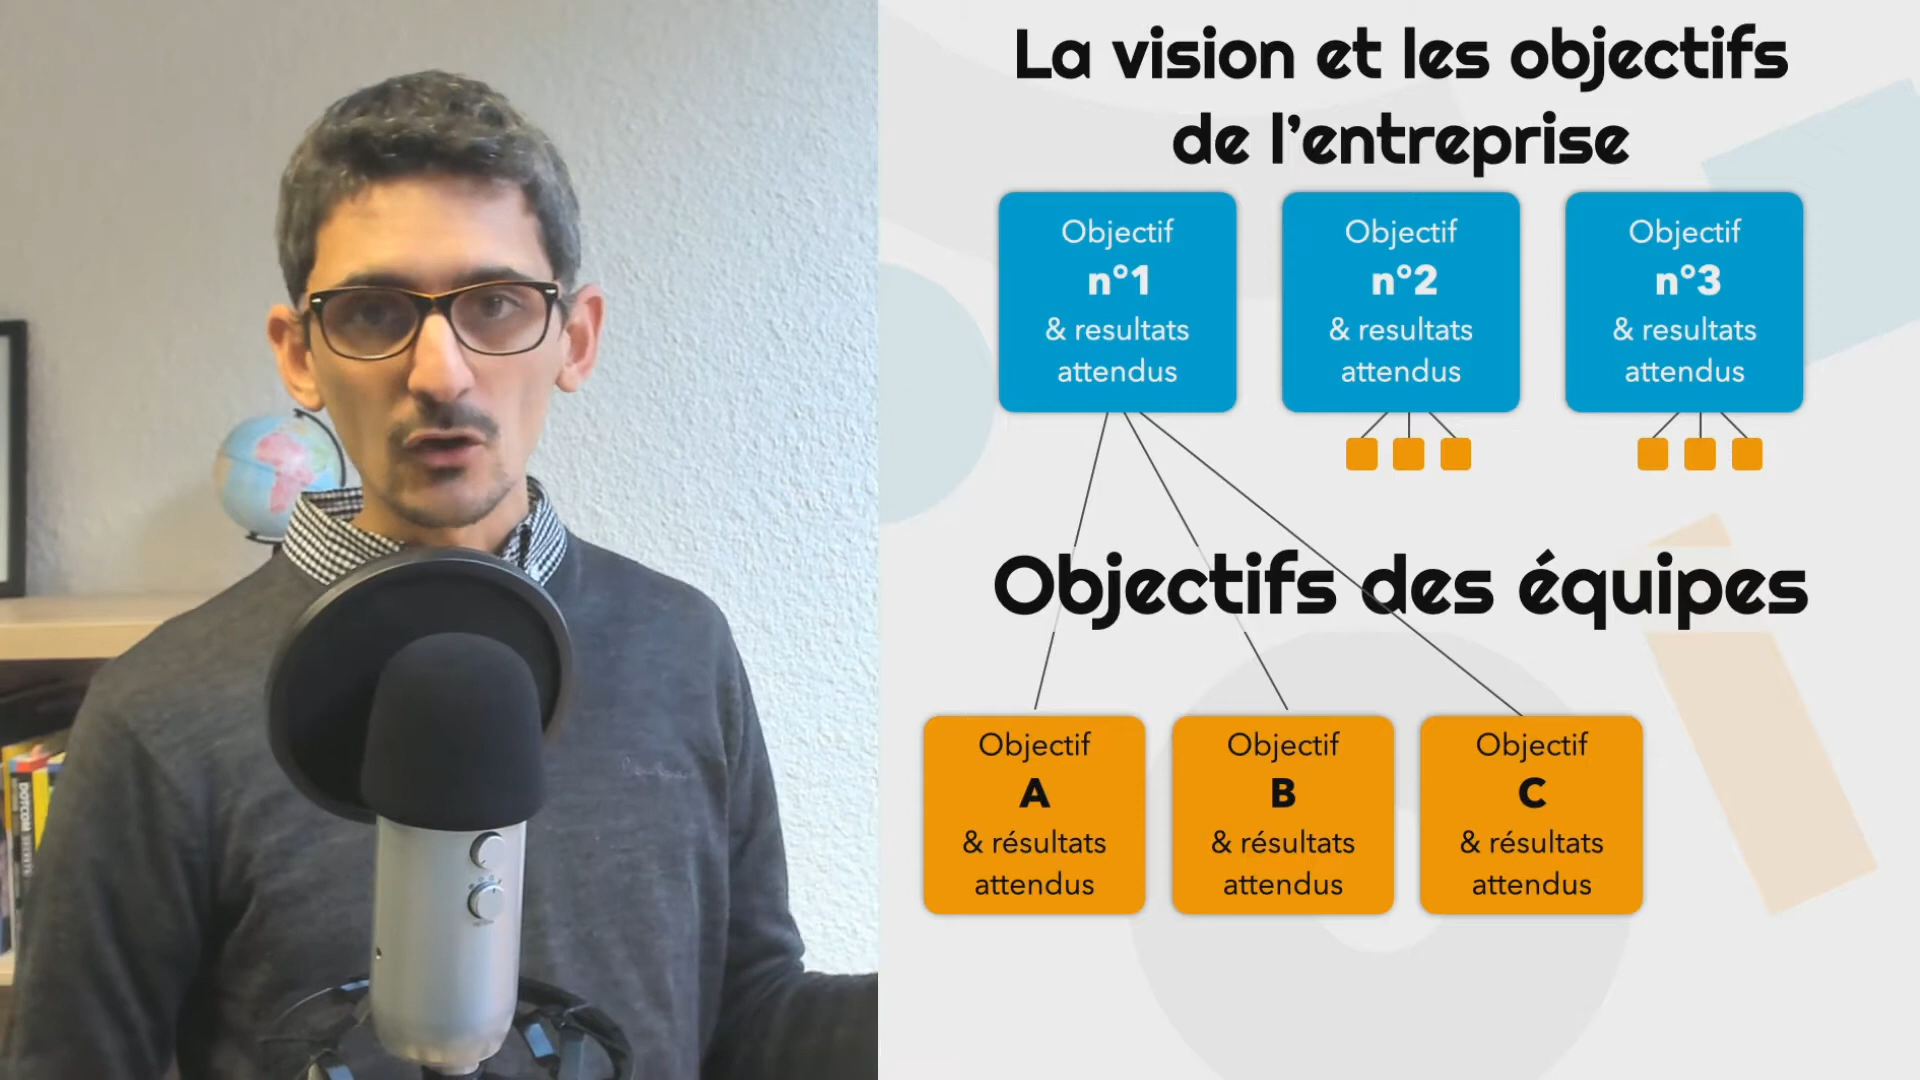 La vision et les objectifs
de l’entreprise
Objectif
n°1
& resultats
attendus
Objectif
n°2
& resultats
attendus
Objectif
n°3
& resultats
attendus
Objectifs des équipes
Objectif
A
& résultats
attendus
Objectif
B
& résultats
attendus
Objectif
C
& résultats
attendus
DOTCOM